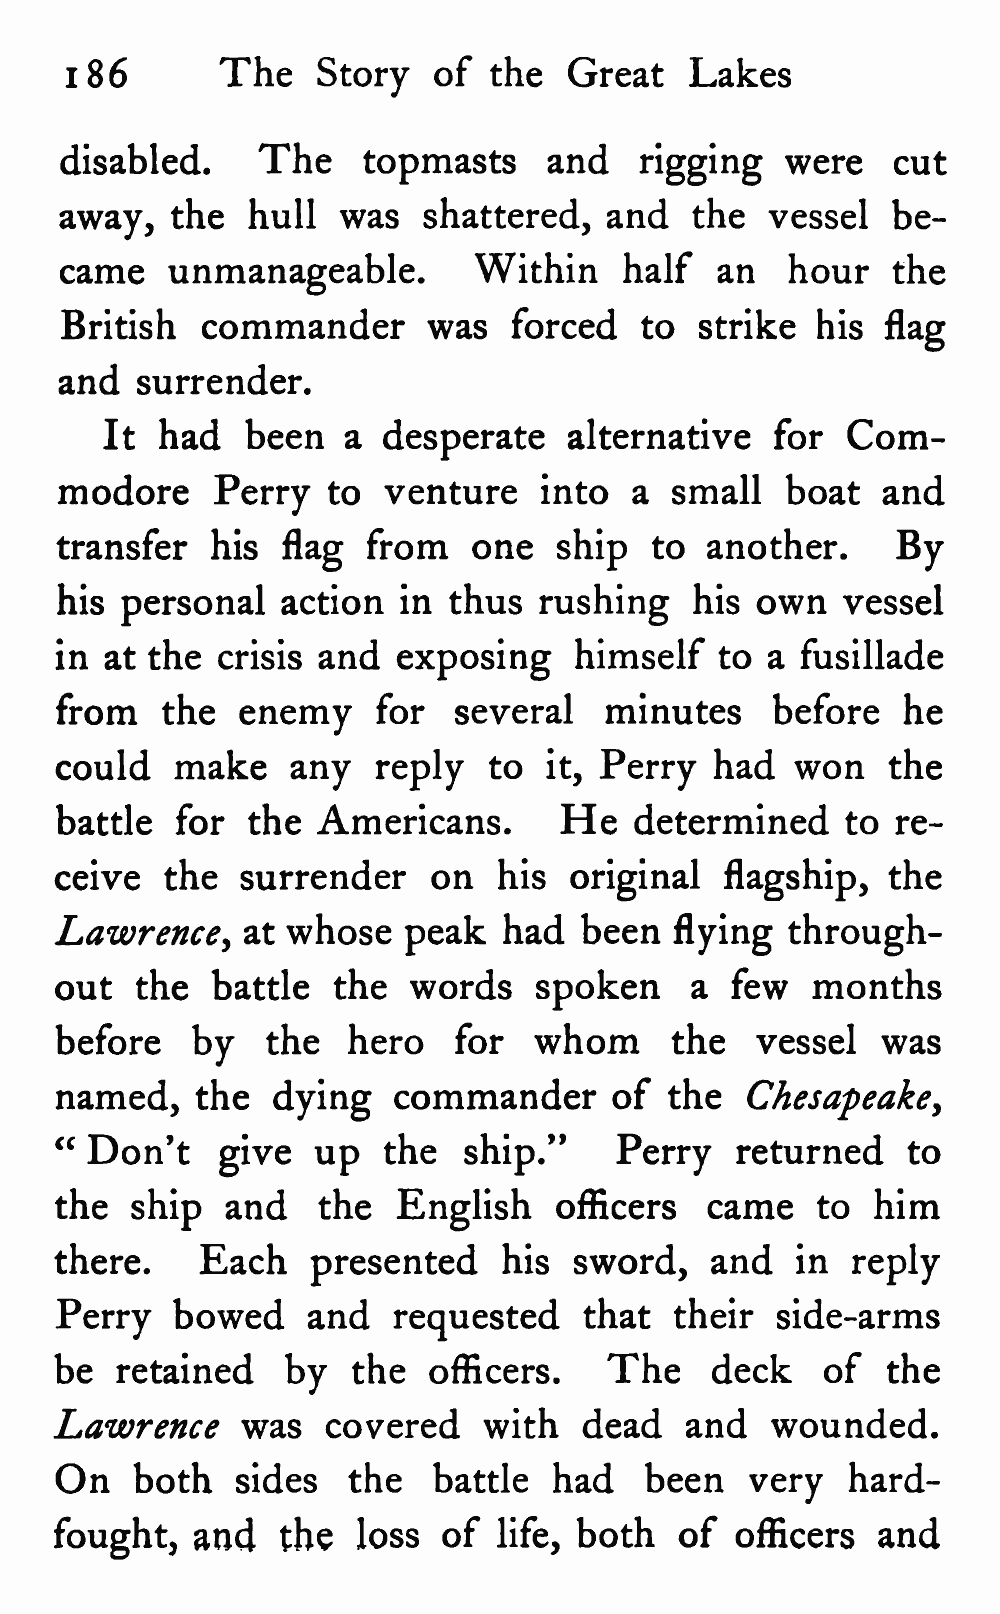 186 The Story of the Great Lakes
disabled. The topmasts and rigging were cut
away, the hull was shattered, and the vessel be-
came unmanageable. Within half an hour the
British commander was forced to strike his flag
and surrender.
It had been a desperate alternative for Com-
modore Perry to venture into a small boat and
transfer his flag from one ship to another. By
his personal action in thus rushing his own vessel
in at the crisis and exposing himself to a fusillade
from the enemy for several minutes before he
could make any reply to it, Perry had won the
battle for the Americans. He determined to re-
ceive the surrender on his original flagship, the
Lawrence, at whose peak had been flying through-
out the battle the words spoken a few months
before by the hero for whom the vessel was
named, the dying commander of the Chesapeake,
“Don't give up the ship.” Perry returned to
the ship and the English officers came to him
there. Each presented his sword, and in reply
Perry bowed and requested that their side-arms
be retained by the officers. The deck of the
Lawrence was covered with dead and wounded.
On both sides the battle had been very hard-
fought, and the loss of life, both of officers and